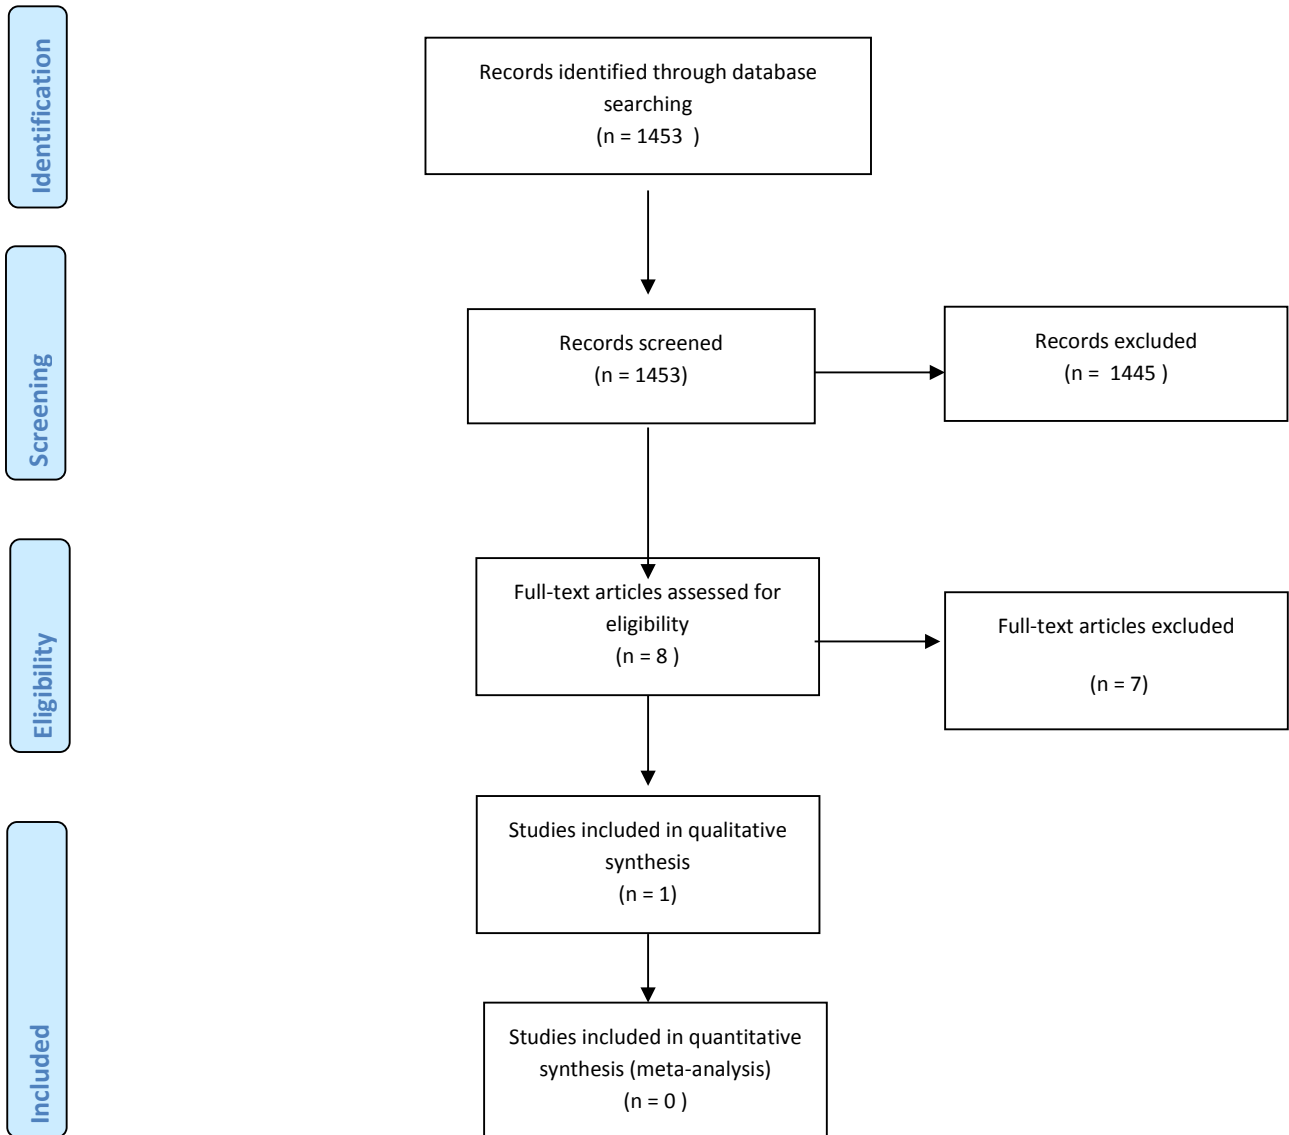 Identification
Records identified through database
searching
(n = 1453  )
Screening
Records screened
(n = 1453)
Records excluded
(n =  1445 )
Eligibility
Full-text articles assessed for
eligibility
(n = 8 )
Full-text articles excluded
(n = 7)
Included
Studies included in qualitative
synthesis
(n = 1)
Studies included in quantitative
synthesis (meta-analysis)
(n = 0 )